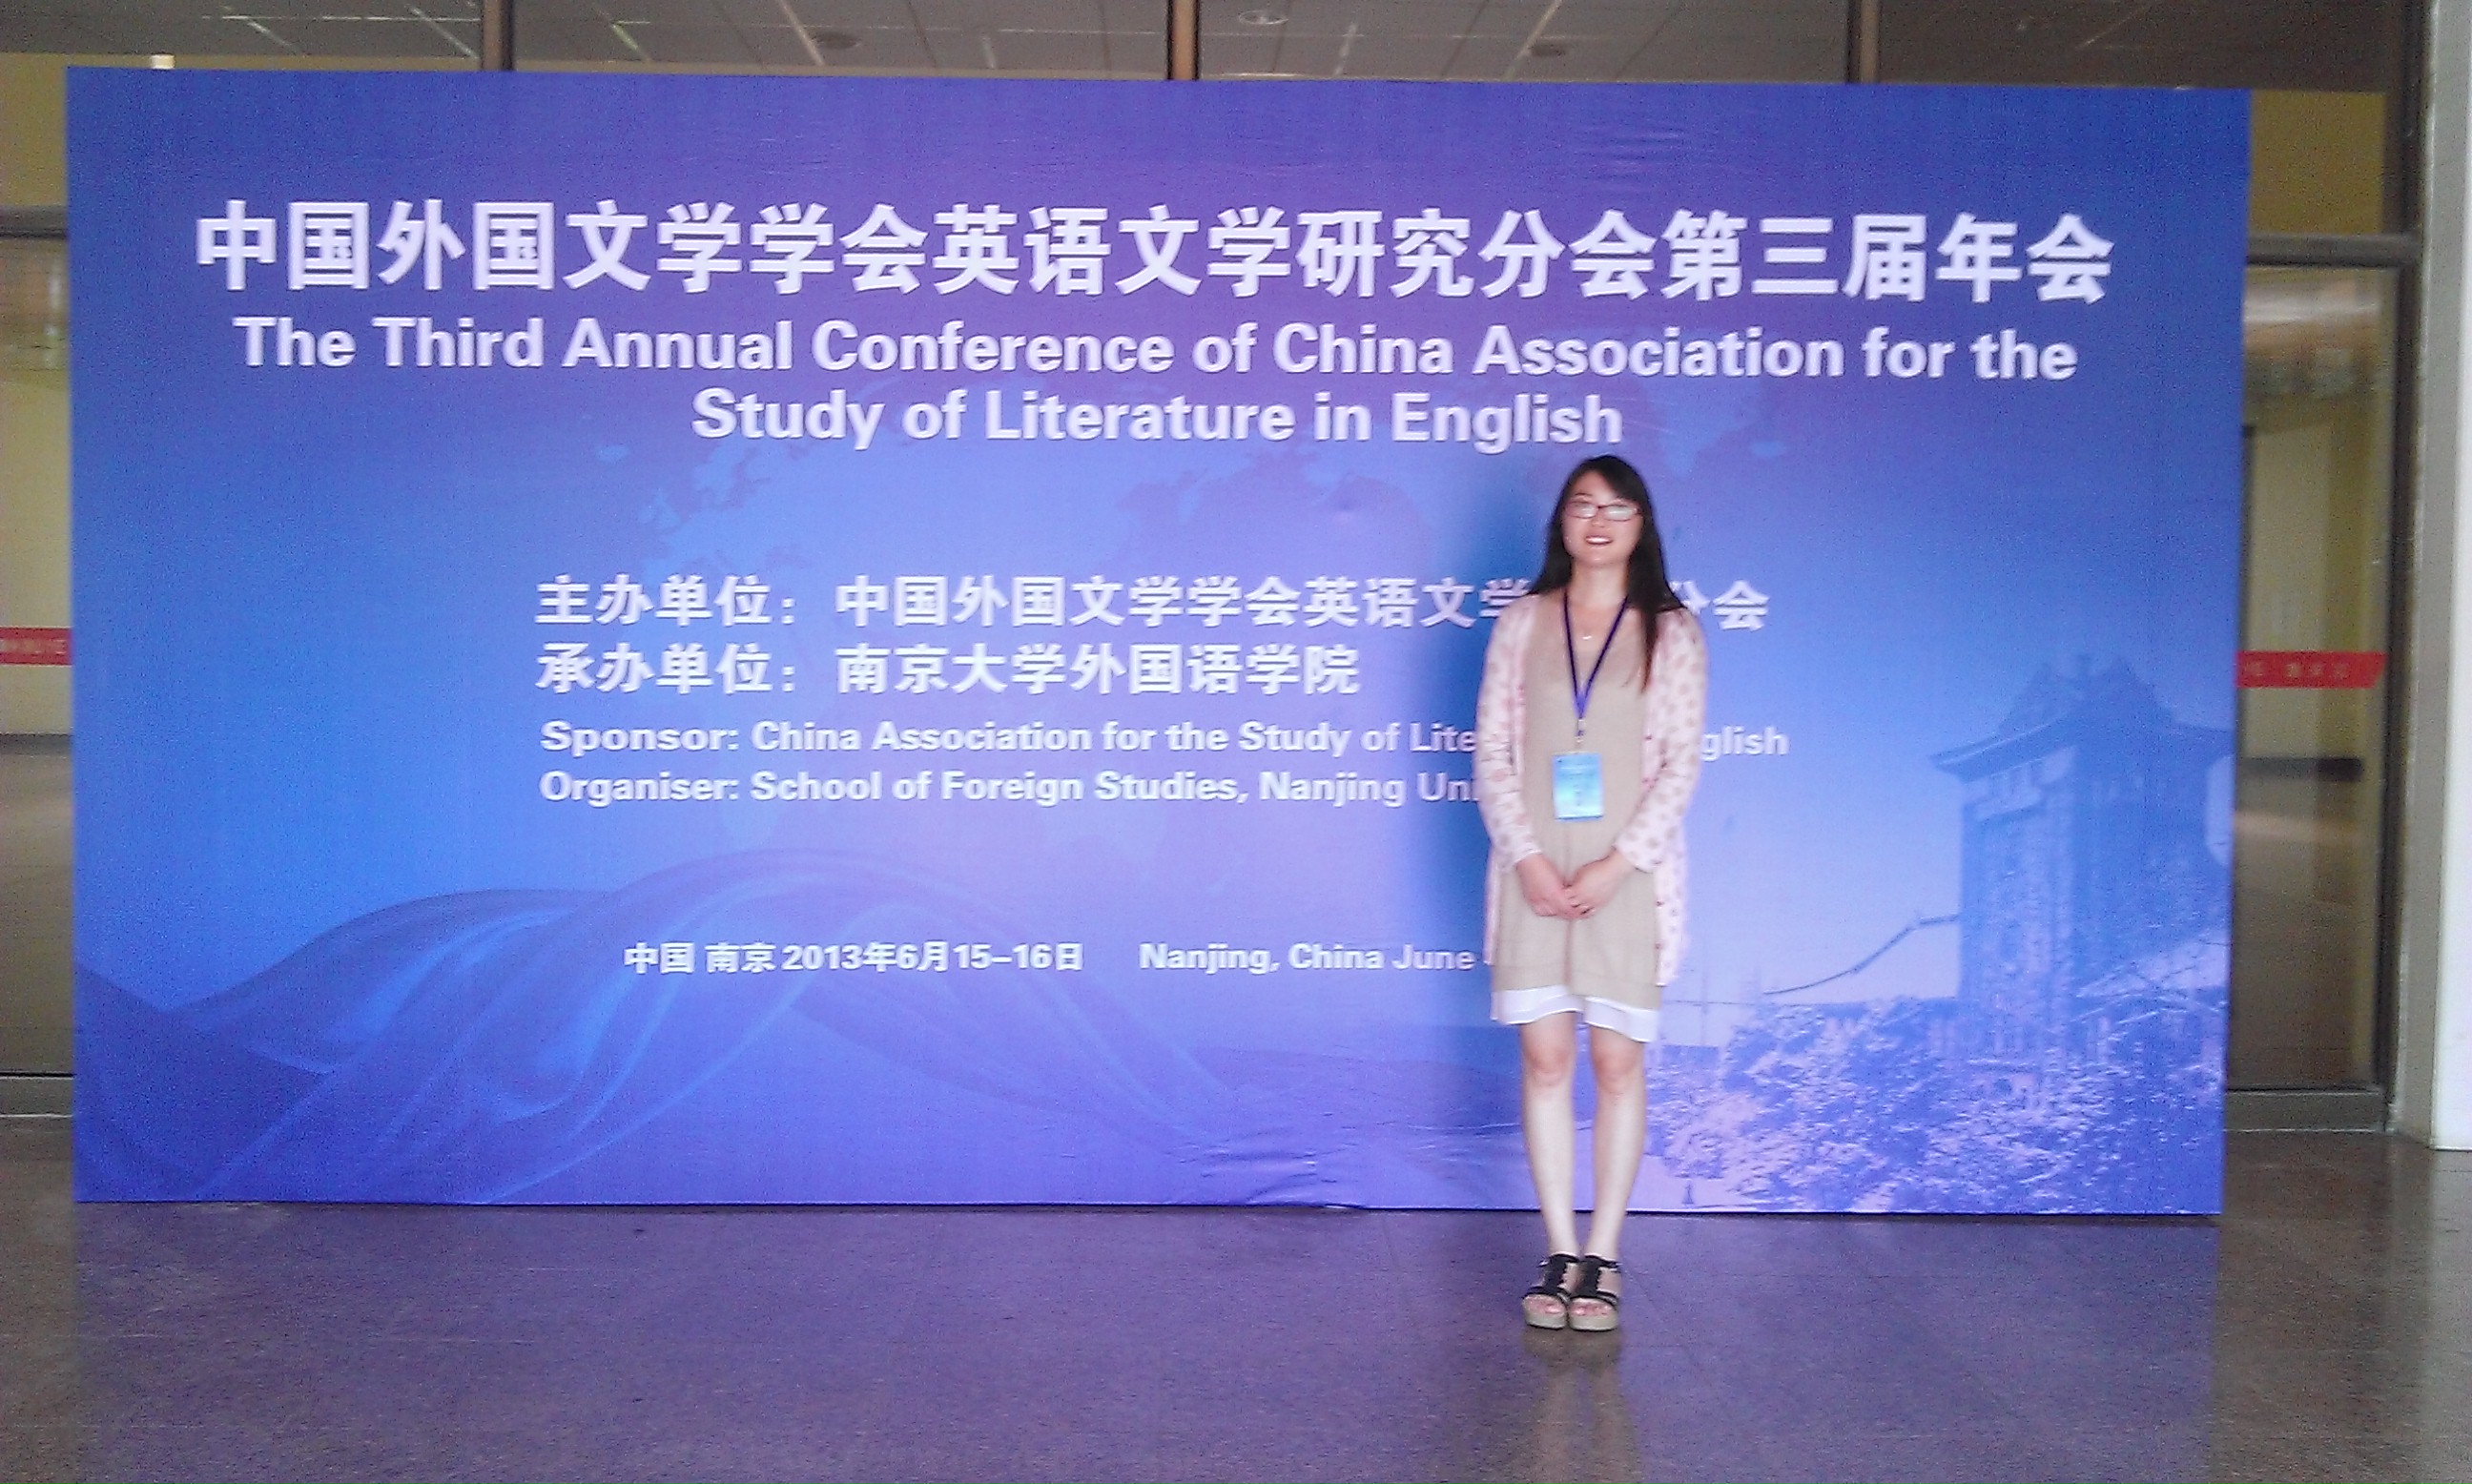 中国外国文学学会英语文学研究分会第三届年会
The Third Annual Conference of China Association for the
Study of Literature in English
主办单位：中国外国文学学会英语文学 分会
承办单位：南京大学外国语学院
Sponsor: China Association for the Study of
Organiser: School of Foreign Studies, Nanjing
中国 南京 2013年6月15-16日 Nanjing, China June